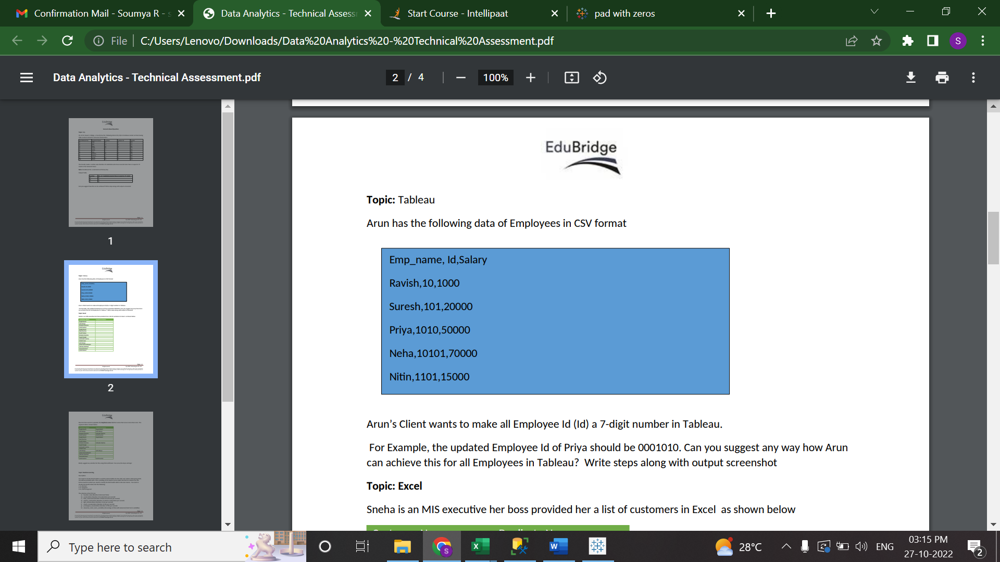 Confirmation Mail - Soumya R - s
Data Analytics - Technical Assess
Start Course - Intellipaat
pad with zeros
File
C:/Users/Lenovo/Downloads/Data%20Analytics%20-%20Technical%20Assessment.pdf
S
Data Analytics - Technical Assessment.pdf
2 / 4
100%
1
2
EduBridge
Topic: Tableau
Arun has the following data of Employees in CSV format
Emp_name, Id,Salary
Ravish,10,1000
Suresh,101,20000
Priya,1010,50000
Neha,10101,70000
Nitin,1101,15000
Arun’s Client wants to make all Employee Id (Id) a 7-digit number in Tableau.
For Example, the updated Employee Id of Priya should be 0001010. Can you suggest any way how Arun
can achieve this for all Employees in Tableau?  Write steps along with output screenshot
Topic: Excel
Sneha is an MIS executive her boss provided her a list of customers in Excel  as shown below
Type here to search
S
28°C
ENG
03:15 PM
27-10-2022
2